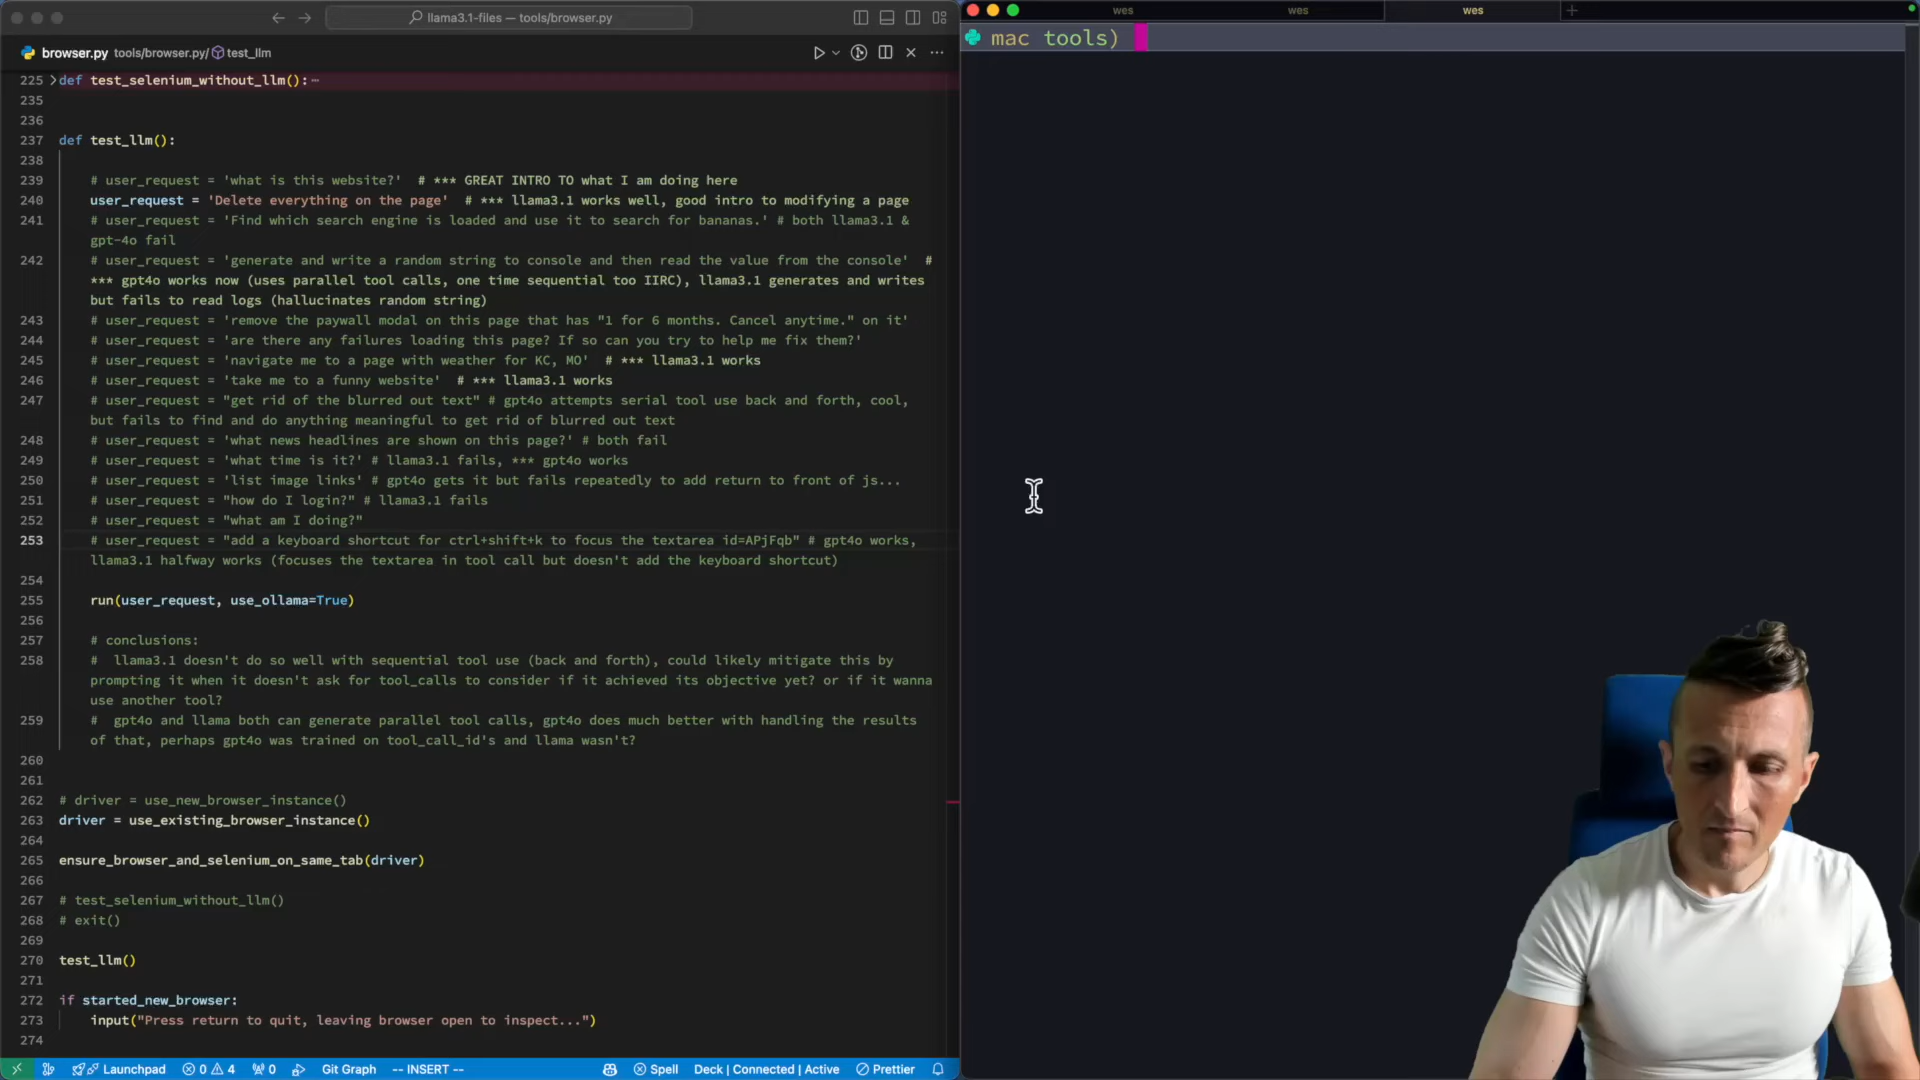 llama3.1-files — tools/browser.py
browser.py tools/browser.py/ test_llm
225 def test_selenium_without_llm():
235
236
237 def test_llm():
238
239 # user_request = 'what is this website?' # *** GREAT INTRO TO what I am doing here
240 user_request = 'Delete everything on the page' # *** llama3.1 works well, good intro to modifying a page
241 # user_request = 'Find which search engine is loaded and use it to search for bananas.' # both llama3.1 &
gpt-4o fail
242 # user_request = 'generate and write a random string to console and then read the value from the console' #
*** gpt4o works now (uses parallel tool calls, one time sequential too IIRC), llama3.1 generates and writes
but fails to read logs (hallucinates random string)
243 # user_request = 'remove the paywall modal on this page that has "1 for 6 months. Cancel anytime." on it'
244 # user_request = 'are there any failures loading this page? If so can you try to help me fix them?'
245 # user_request = 'navigate me to a page with weather for KC, MO' # *** llama3.1 works
246 # user_request = 'take me to a funny website' # *** llama3.1 works
247 # user_request = "get rid of the blurred out text" # gpt4o attempts serial tool use back and forth, cool,
but fails to find and do anything meaningful to get rid of blurred out text
248 # user_request = 'what news headlines are shown on this page?' # both fail
249 # user_request = 'what time is it?' # llama3.1 fails, *** gpt4o works
250 # user_request = 'list image links' # gpt4o gets it but fails repeatedly to add return to front of js...
251 # user_request = "how do I login?" # llama3.1 fails
252 # user_request = "what am I doing?"
253 # user_request = "add a keyboard shortcut for ctrl+shift+k to focus the textarea id=APjFqb" # gpt4o works,
llama3.1 halfway works (focuses the textarea in tool call but doesn't add the keyboard shortcut)
254
255 run(user_request, use_ollama=True)
256
257 # conclusions:
258 # llama3.1 doesn't do so well with sequential tool use (back and forth), could likely mitigate this by
prompting it when it doesn't ask for tool_calls to consider if it achieved its objective yet? or if it wanna
use another tool?
259 # gpt4o and llama both can generate parallel tool calls, gpt4o does much better with handling the results
of that, perhaps gpt4o was trained on tool_call_id's and llama wasn't?
260
261
262 # driver = use_new_browser_instance()
263 driver = use_existing_browser_instance()
264
265 ensure_browser_and_selenium_on_same_tab(driver)
266
267 # test_selenium_without_llm()
268 # exit()
269
270 test_llm()
271
272 if started_new_browser:
273 input("Press return to quit, leaving browser open to inspect...")
274
Launchpad 0 4 0 Git Graph -- INSERT -- Spell Deck | Connected | Active Prettier
wes wes wes
mac tools)